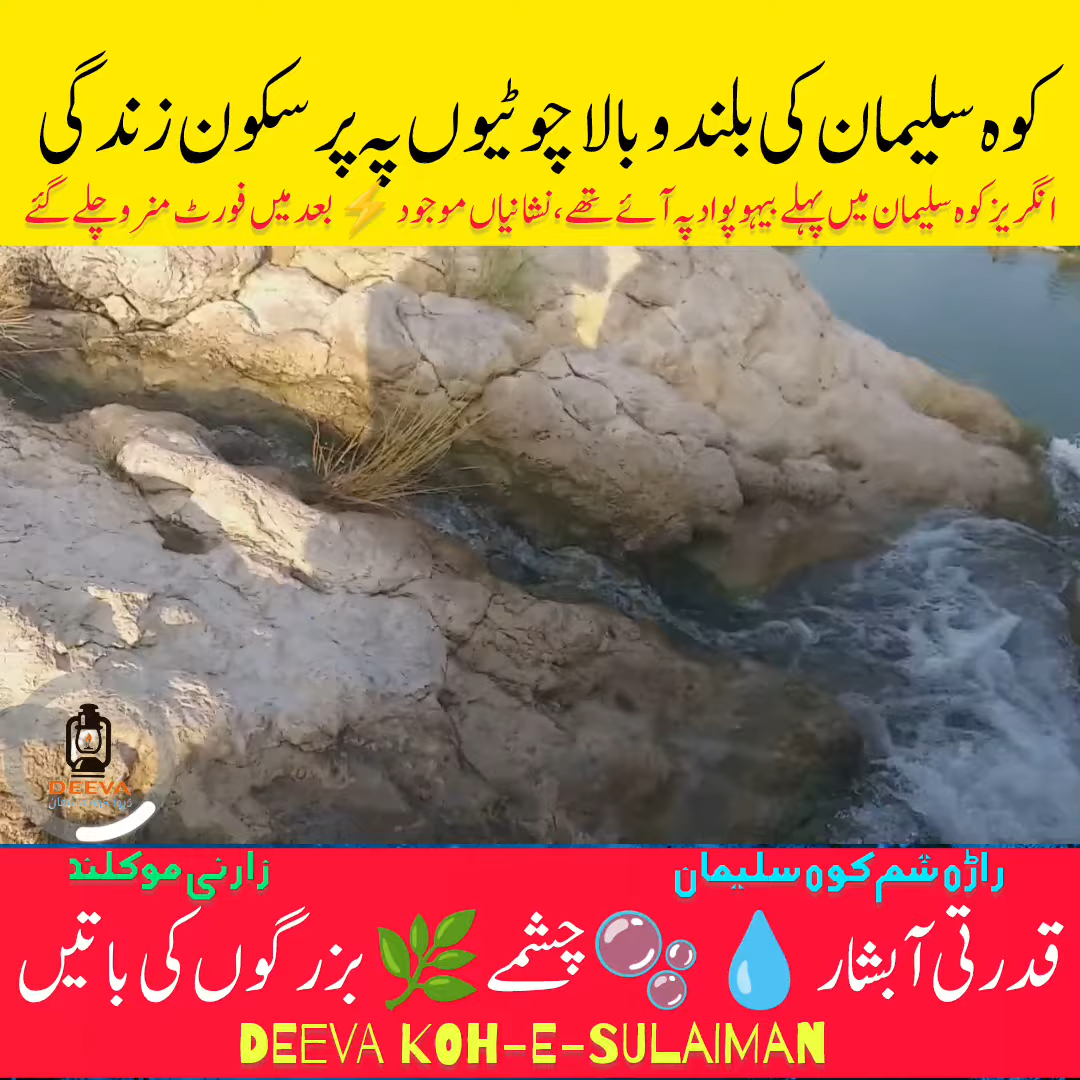 کوہ سلیمان کی بلند و بالا چوٹیوں پہ پر سکون زندگی
انگریز کوہ سلیمان میں پہلے بیہو پواد پہ آئے تھے، نشانیاں موجود ⚡ بعد میں فورٹ منرو چلے گئے
DEEVA
راڑہ شم کوہ سلیمان
زارنی موکلند
قدرتی آبشار 💧🫧 چشمے 🌿 بزرگوں کی باتیں
DEEVA KOH-E-SULAIMAN